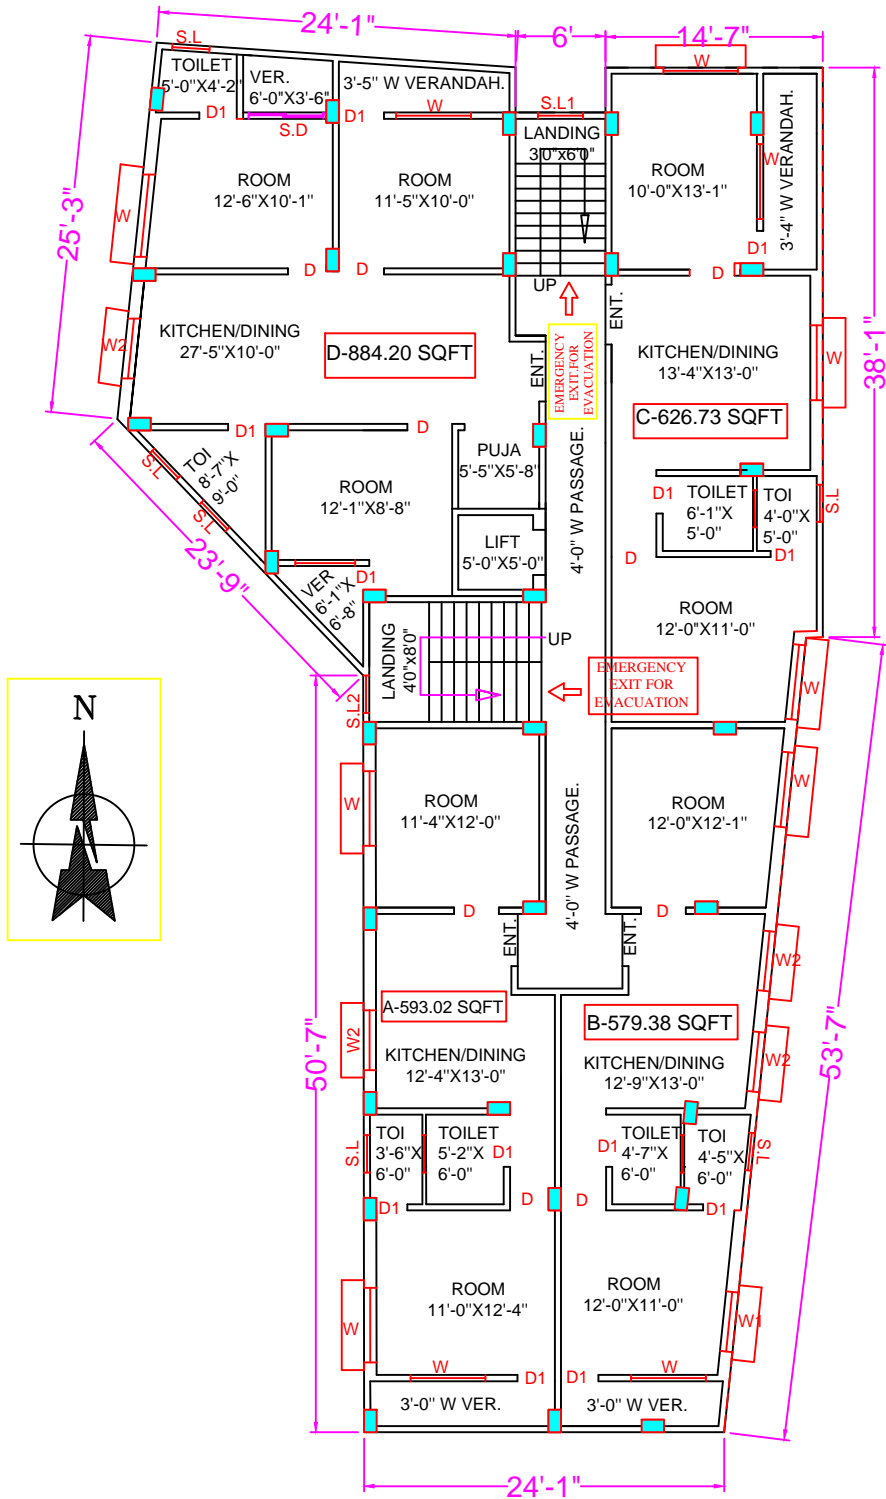 24'-1"
6'
14'-7"
S.L
TOILET
5'-0"X4'-2"
VER.
6'-0"X3'-6"
3'-5" W VERANDAH.
W
D1
S.D
D1
W
S.L1
LANDING
3'0"x6'0"
ROOM
12'-6"X10'-1"
ROOM
11'-5"X10'-0"
ROOM
10'-0"X13'-1"
W
3'-4" W VERANDAH.
D1
W
25'-3"
D
D
D
UP
ENT.
W2
KITCHEN/DINING
27'-5"X10'-0"
D-884.20 SQFT
ENT.
EMERGENCY
EXIT.FOR
EVACUATION
KITCHEN/DINING
13'-4"X13'-0"
W
38'-1"
C-626.73 SQFT
D1
D
S.L
TOI
8'-7"X
9'-0"
S.L
PUJA
5'-5"X5'-8"
4'-0" W PASSAGE.
ROOM
12'-1"X8'-8"
D1
TOILET
6'-1"X
5'-0"
TOI
4'-0"X
5'-0"
S.L
D1
D
LIFT
5'-0"X5'-0"
23'-9"
VER
6'-1"X
6'-8"
D1
ROOM
12'-0"X11'-0"
LANDING
4'0"x8'0"
UP
EMERGENCY
EXIT FOR
EVACUATION
W
S.L2
N
W
ROOM
11'-4"X12'-0"
4'-0" W PASSAGE.
ROOM
12'-0"X12'-1"
W
D
ENT.
ENT.
D
W2
A-593.02 SQFT
B-579.38 SQFT
W2
KITCHEN/DINING
12'-4"X13'-0"
KITCHEN/DINING
12'-9"X13'-0"
W2
50'-7"
53'-7"
S.L
TOI
3'-6"X
6'-0"
TOILET
5'-2"X
6'-0"
D1
D1
TOILET
4'-7"X
6'-0"
TOI
4'-5"X
6'-0"
S.L
D1
D
D
D1
ROOM
11'-0"X12'-4"
ROOM
12'-0"X11'-0"
W
W1
W
D1
D1
W
3'-0" W VER.
3'-0" W VER.
24'-1"